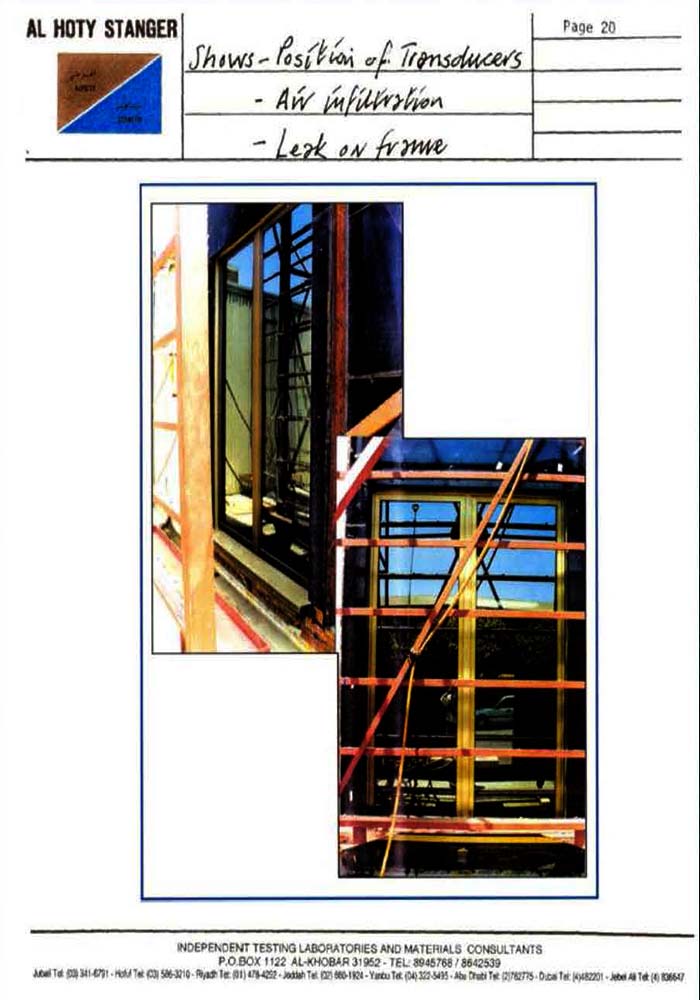 AL HOTY STANGER
Page 20
Shows - Position of Transducers
- Air infiltration
- Leak on frame
INDEPENDENT TESTING LABORATORIES AND MATERIALS CONSULTANTS
P.O.BOX 1122 AL-KHOBAR 31952 - TEL: 8945768 / 8642539
Jubail Tel: (03) 341-6791 - Hofuf Tel: (03) 586-3210 - Riyadh Tel: (01) 478-4252 - Jeddah Tel: (02) 660-1924 - Yanbu Tel: (04) 322-5495 - Abu Dhabi Tel: (2)782775 - Dubai Tel: (4)482201 - Jebel Ali Tel: (4) 836647